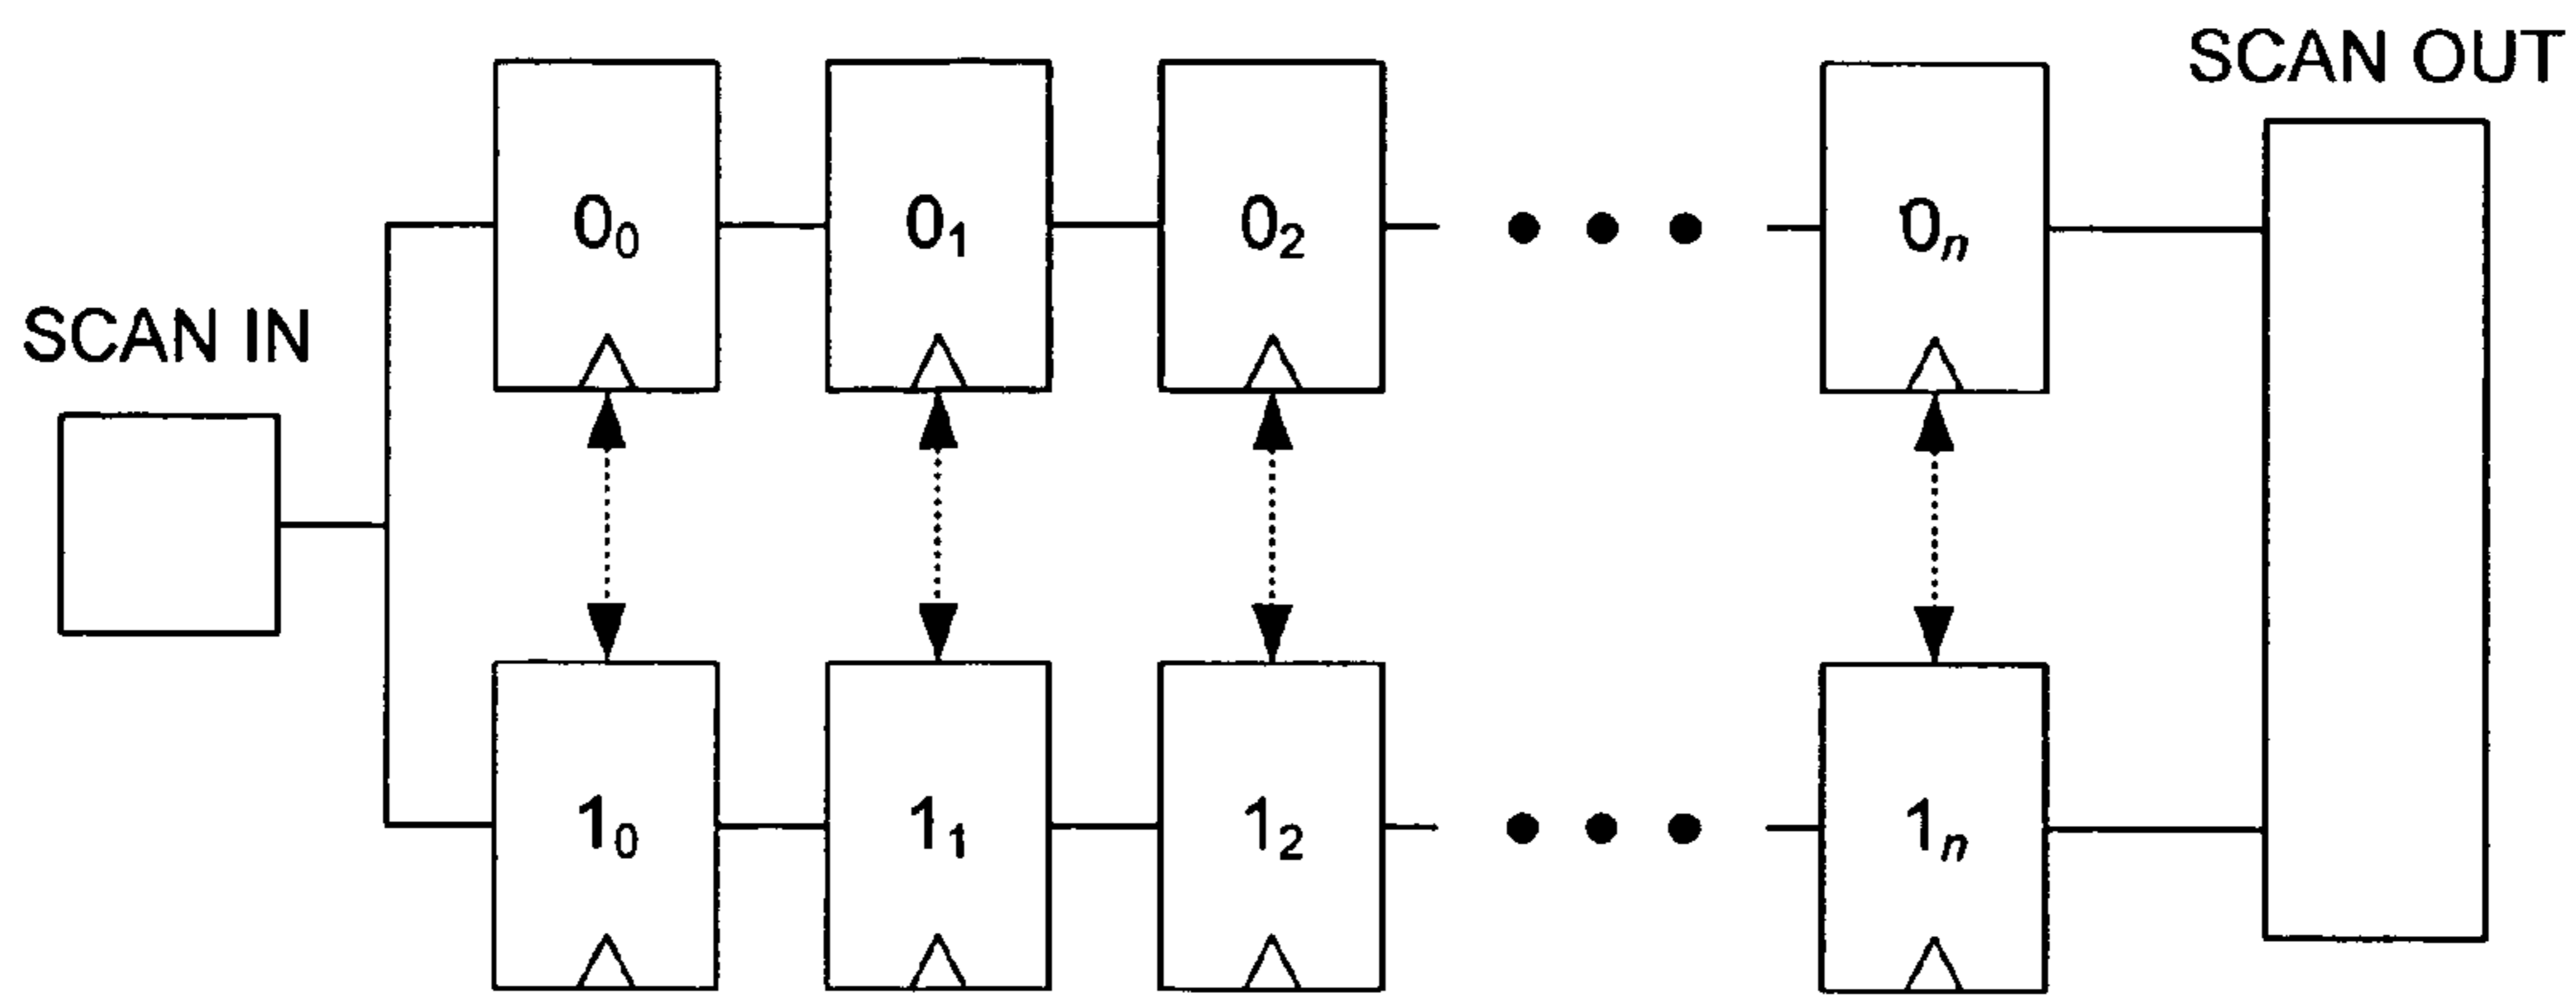 SCAN OUT
0₀ 0₁ 0₂ 0ₙ
SCAN IN
1₀ 1₁ 1₂ 1ₙ